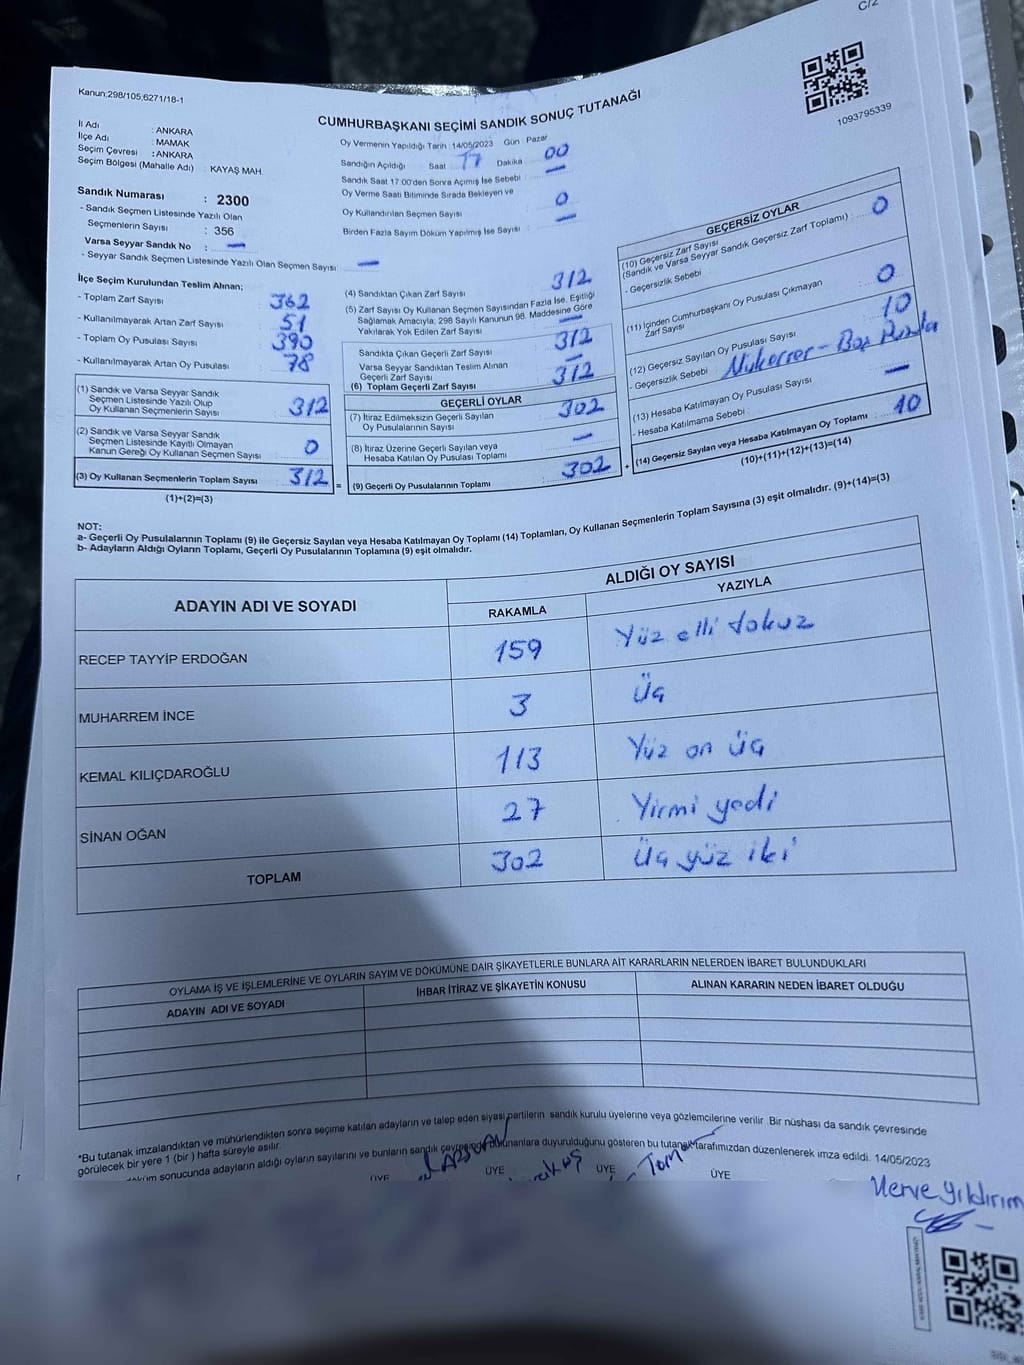 C/2
Kanun;298/105,6271/18-1
1093795339
CUMHURBAŞKANI SEÇİMİ SANDIK SONUÇ TUTANAĞI
İl Adı : ANKARA
İlçe Adı : MAMAK
Seçim Çevresi : ANKARA
Seçim Bölgesi (Mahalle Adı) : KAYAŞ MAH.
Sandık Numarası : 2300
- Sandık Seçmen Listesinde Yazılı Olan
Seçmenlerin Sayısı : 356
Varsa Seyyar Sandık No : —
- Seyyar Sandık Seçmen Listesinde Yazılı Olan Seçmen Sayısı : —
Oy Vermenin Yapıldığı Tarih : 14/05/2023 Gün Pazar
Sandığın Açıldığı Saat 17 Dakika : 00
Sandık Saat 17:00'den Sonra Açımış İse Sebebi : —
Oy Verme Saati Bitiminde Sırada Bekleyen ve
Oy Kullandırılan Seçmen Sayısı : 0
Birden Fazla Sayım Döküm Yapılmış İse Sayısı : —
İlçe Seçim Kurulundan Teslim Alınan;
- Toplam Zarf Sayısı : 362
- Kullanılmayarak Artan Zarf Sayısı : 51
- Toplam Oy Pusulası Sayısı : 390
- Kullanılmayarak Artan Oy Pusulası : 78
(1) Sandık ve Varsa Seyyar Sandık
Seçmen Listesinde Yazılı Olup
Oy Kullanan Seçmenlerin Sayısı : 312
(2) Sandık ve Varsa Seyyar Sandık
Seçmen Listesinde Kayıtlı Olmayan
Kanun Gereği Oy Kullanan Seçmen Sayısı : 0
(3) Oy Kullanan Seçmenlerin Toplam Sayısı : 312
(1)+(2)=(3)
(4) Sandıktan Çıkan Zarf Sayısı : 312
(5) Zarf Sayısı Oy Kullanan Seçmen Sayısından Fazla İse, Eşitliği
Sağlamak Amacıyla; 298 Sayılı Kanunun 98. Maddesine Göre
Yakılarak Yok Edilen Zarf Sayısı : —
Sandıkta Çıkan Geçerli Zarf Sayısı : 312
Varsa Seyyar Sandıktan Teslim Alınan
Geçerli Zarf Sayısı : —
(6) Toplam Geçerli Zarf Sayısı : 312
GEÇERLİ OYLAR
(7) İtiraz Edilmeksizin Geçerli Sayılan
Oy Pusulalarının Sayısı : 302
(8) İtiraz Üzerine Geçerli Sayılan veya
Hesaba Katılan Oy Pusulası Toplamı : —
= (9) Geçerli Oy Pusulalarının Toplamı : 302
GEÇERSİZ OYLAR
(10) Geçersiz Zarf Sayısı
(Sandık ve Varsa Seyyar Sandık Geçersiz Zarf Toplamı) : 0
- Geçersizlik Sebebi
(11) İçinden Cumhurbaşkanı Oy Pusulası Çıkmayan
Zarf Sayısı : 0
(12) Geçersiz Sayılan Oy Pusulası Sayısı : 10
- Geçersizlik Sebebi Mükerrer - Boş Pusula
(13) Hesaba Katılmayan Oy Pusulası Sayısı : —
- Hesaba Katılmama Sebebi :
+ (14) Geçersiz Sayılan veya Hesaba Katılmayan Oy Toplamı : 10
(10)+(11)+(12)+(13)=(14)
NOT:
a- Geçerli Oy Pusulalarının Toplamı (9) ile Geçersiz Sayılan veya Hesaba Katılmayan Oy Toplamı (14) Toplamları, Oy Kullanan Seçmenlerin Toplam Sayısına (3) eşit olmalıdır. (9)+(14)=(3)
b- Adayların Aldığı Oyların Toplamı, Geçerli Oy Pusulalarının Toplamına (9) eşit olmalıdır.
ADAYIN ADI VE SOYADI ALDIĞI OY SAYISI
RAKAMLA YAZIYLA
RECEP TAYYİP ERDOĞAN 159 Yüz elli dokuz
MUHARREM İNCE 3 Üç
KEMAL KILIÇDAROĞLU 113 Yüz on üç
SİNAN OĞAN 27 Yirmi yedi
TOPLAM 302 Üç yüz iki
OYLAMA İŞ VE İŞLEMLERİNE VE OYLARIN SAYIM VE DÖKÜMÜNE DAİR ŞİKAYETLERLE BUNLARA AİT KARARLARIN NELERDEN İBARET BULUNDUKLARI
ADAYIN ADI VE SOYADI İHBAR İTİRAZ VE ŞİKAYETİN KONUSU ALINAN KARARIN NEDEN İBARET OLDUĞU
*Bu tutanak imzalandıktan ve mühürlendikten sonra seçime katılan adayların ve talep eden siyasi partilerin sandık kurulu üyelerine veya gözlemcilerine verilir. Bir nüshası da sandık çevresinde
görülecek bir yere 1 (bir) hafta süreyle asılır.
sonucunda adayların aldığı oyların sayılarını ve bunların sandık çevresinde bulunanlara duyurulduğunu gösteren bu tutanak tarafımızdan düzenlenerek imza edildi. 14/05/2023
ÜYE ÜYE ÜYE ÜYE
Merve Yıldırım